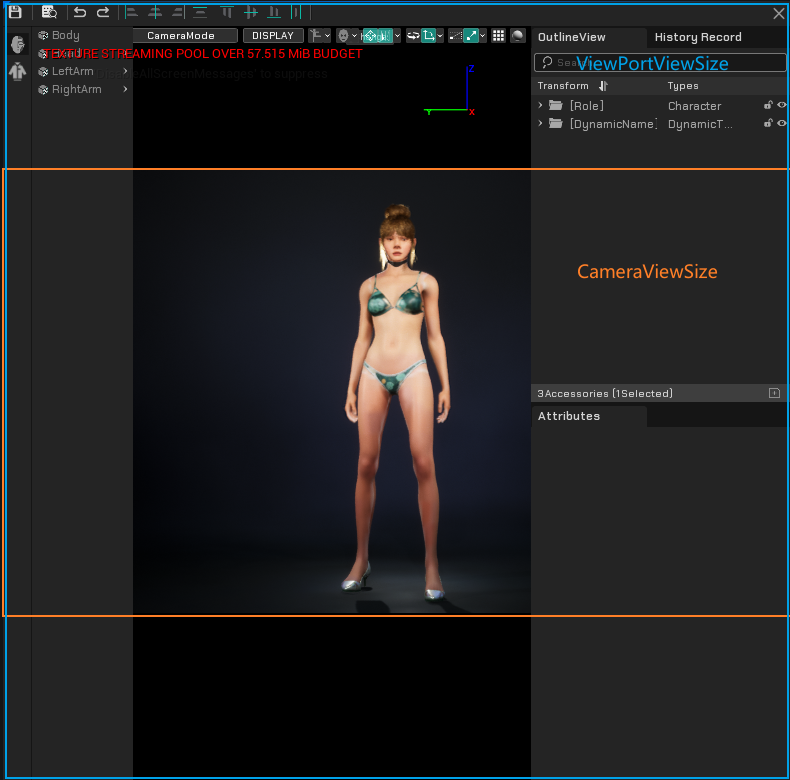 Body
CameraMode
DISPLAY
OutlineView
History Record
TEXTURE STREAMING POOL OVER 57.515 MiB BUDGET
ViewPortViewSize
LeftArm
AllScreenMessages' to suppress
Transform
Types
RightArm
[Role]
Character
[DynamicName]
DynamicT...
Z
Y
X
CameraViewSize
3Accessories (1Selected)
Attributes